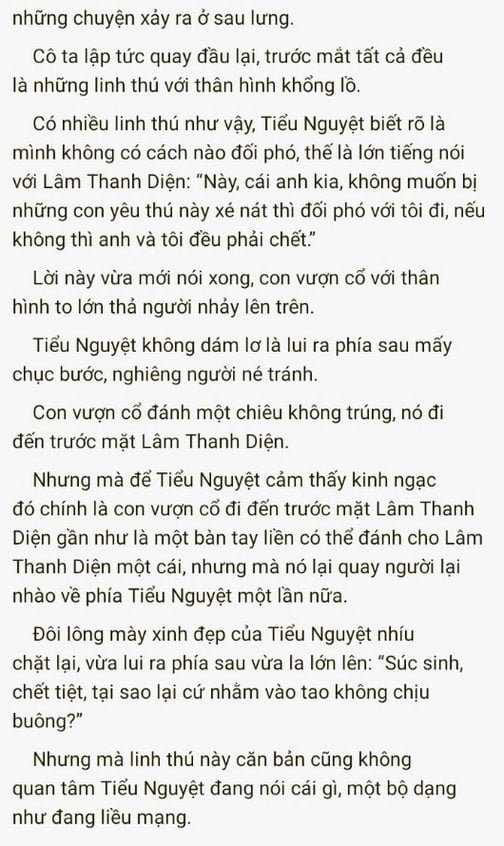 những chuyện xảy ra ở sau lưng.
Cô ta lập tức quay đầu lại, trước mắt tất cả đều
là những linh thú với thân hình khổng lồ.
Có nhiều linh thú như vậy, Tiểu Nguyệt biết rõ là
mình không có cách nào đối phó, thế là lớn tiếng nói
với Lâm Thanh Diện: “Này, cái anh kia, không muốn bị
những con yêu thú này xé nát thì đối phó với tôi đi, nếu
không thì anh và tôi đều phải chết.”
Lời này vừa mới nói xong, con vượn cổ với thân
hình to lớn thả người nhảy lên trên.
Tiểu Nguyệt không dám lơ là lui ra phía sau mấy
chục bước, nghiêng người né tránh.
Con vượn cổ đánh một chiêu không trúng, nó đi
đến trước mặt Lâm Thanh Diện.
Nhưng mà để Tiểu Nguyệt cảm thấy kinh ngạc
đó chính là con vượn cổ đi đến trước mặt Lâm Thanh
Diện gần như là một bàn tay liền có thể đánh cho Lâm
Thanh Diện một cái, nhưng mà nó lại quay người lại
nhào về phía Tiểu Nguyệt một lần nữa.
Đôi lông mày xinh đẹp của Tiểu Nguyệt nhíu
chặt lại, vừa lui ra phía sau vừa la lớn lên: “Súc sinh,
chết tiệt, tại sao lại cứ nhằm vào tao không chịu
buông?”
Nhưng mà linh thú này căn bản cũng không
quan tâm Tiểu Nguyệt đang nói cái gì, một bộ dạng
như đang liều mạng.